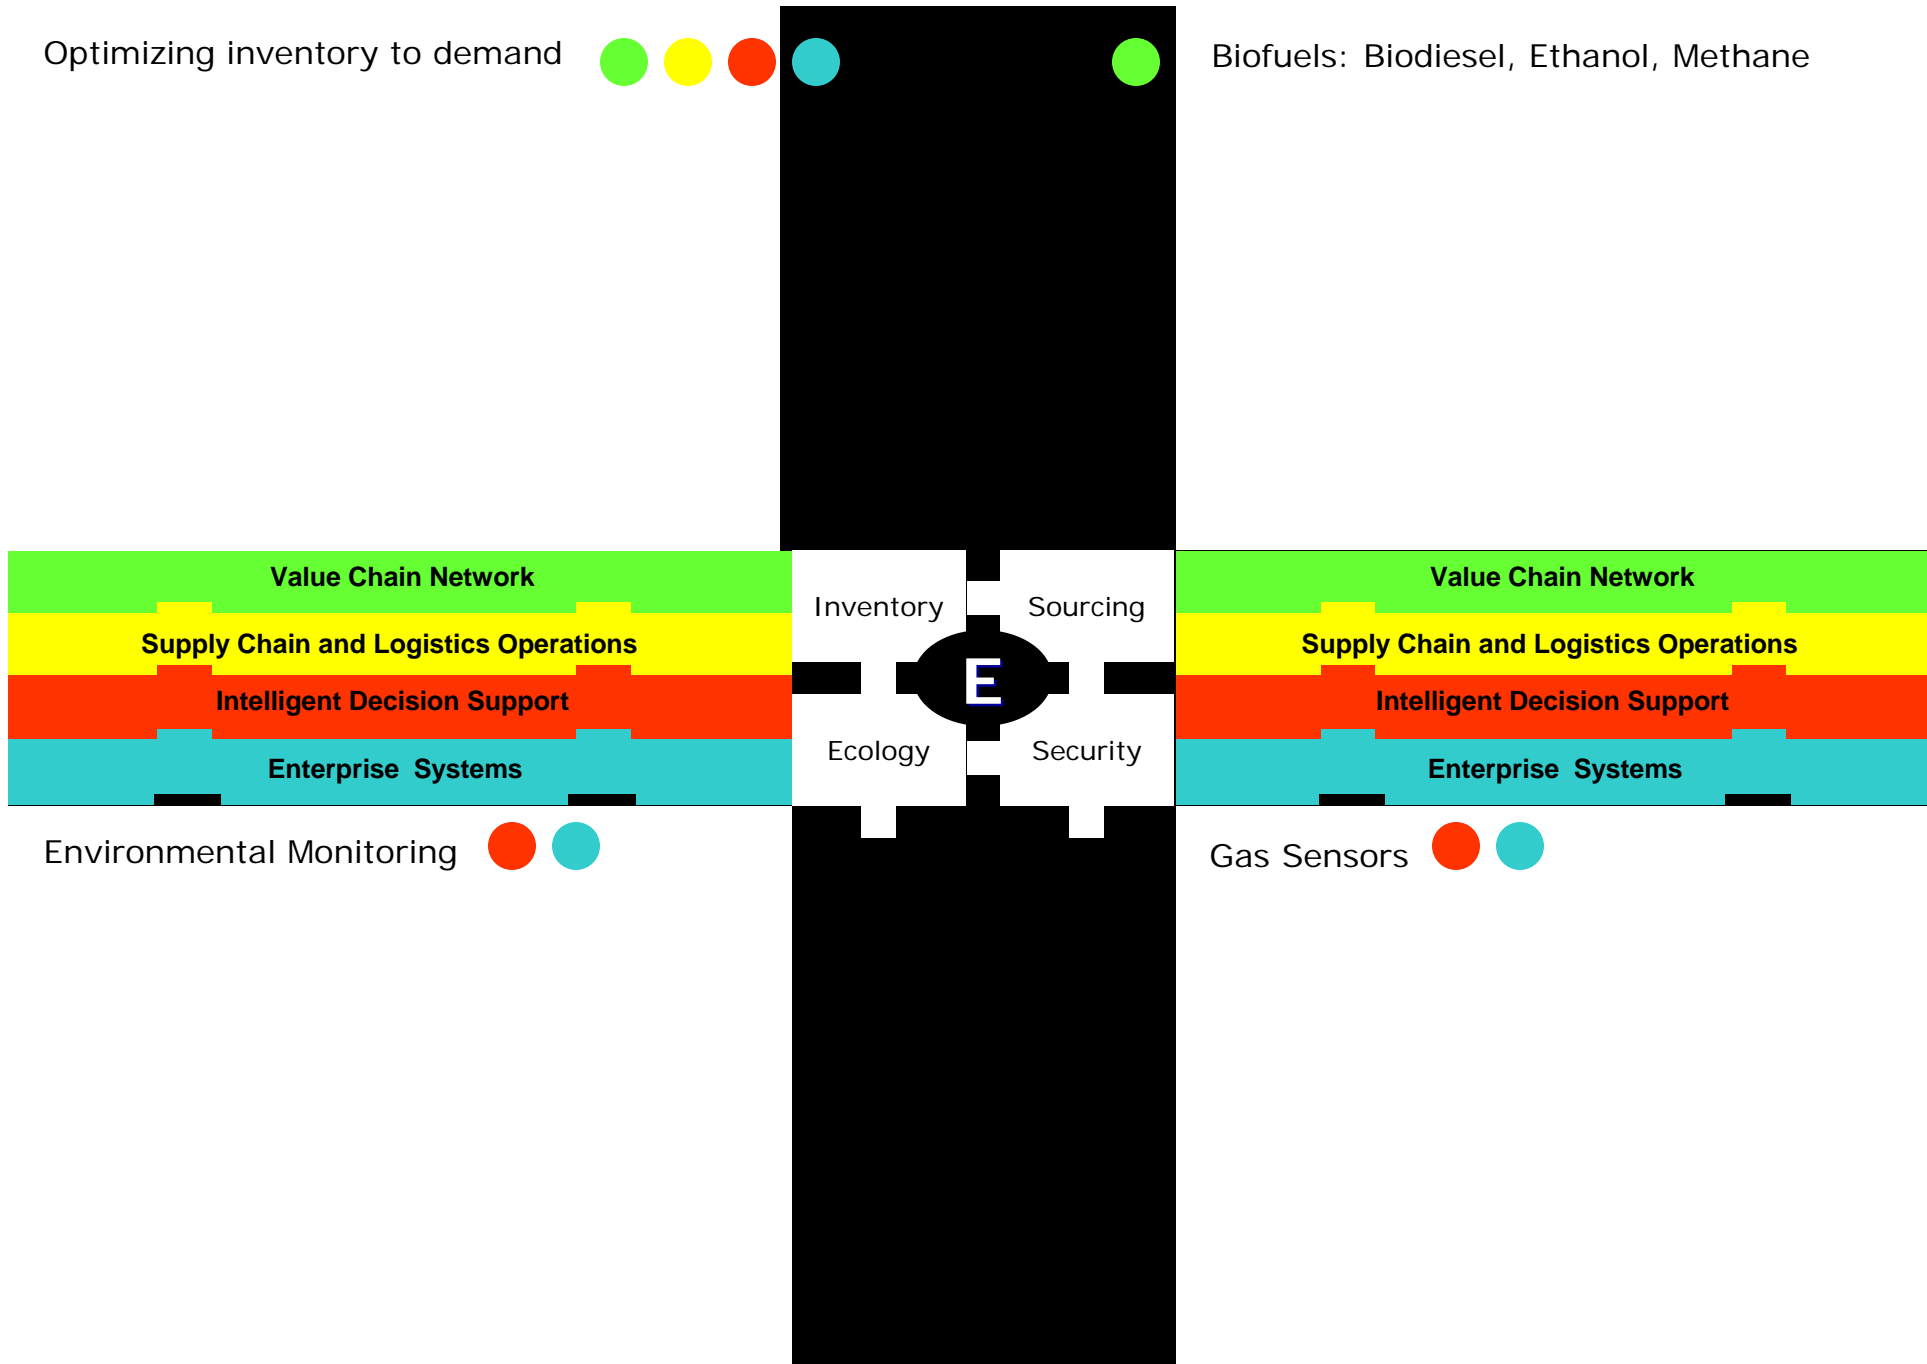 Optimizing inventory to demand
Biofuels: Biodiesel, Ethanol, Methane
Value Chain Network
Supply Chain and Logistics Operations
Intelligent Decision Support
Enterprise  Systems
Inventory
Sourcing
E
Ecology
Security
Value Chain Network
Supply Chain and Logistics Operations
Intelligent Decision Support
Enterprise  Systems
Environmental Monitoring
Gas Sensors